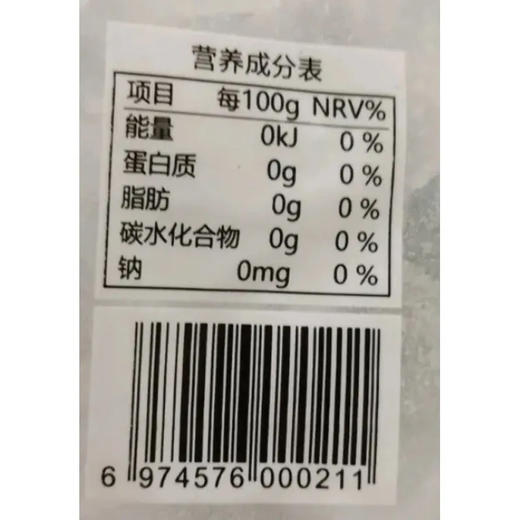 营养成分表
项目 每100g NRV%
能量 0kJ 0 %
蛋白质 0g 0 %
脂肪 0g 0 %
碳水化合物 0g 0 %
钠 0mg 0 %
6 974576 000211